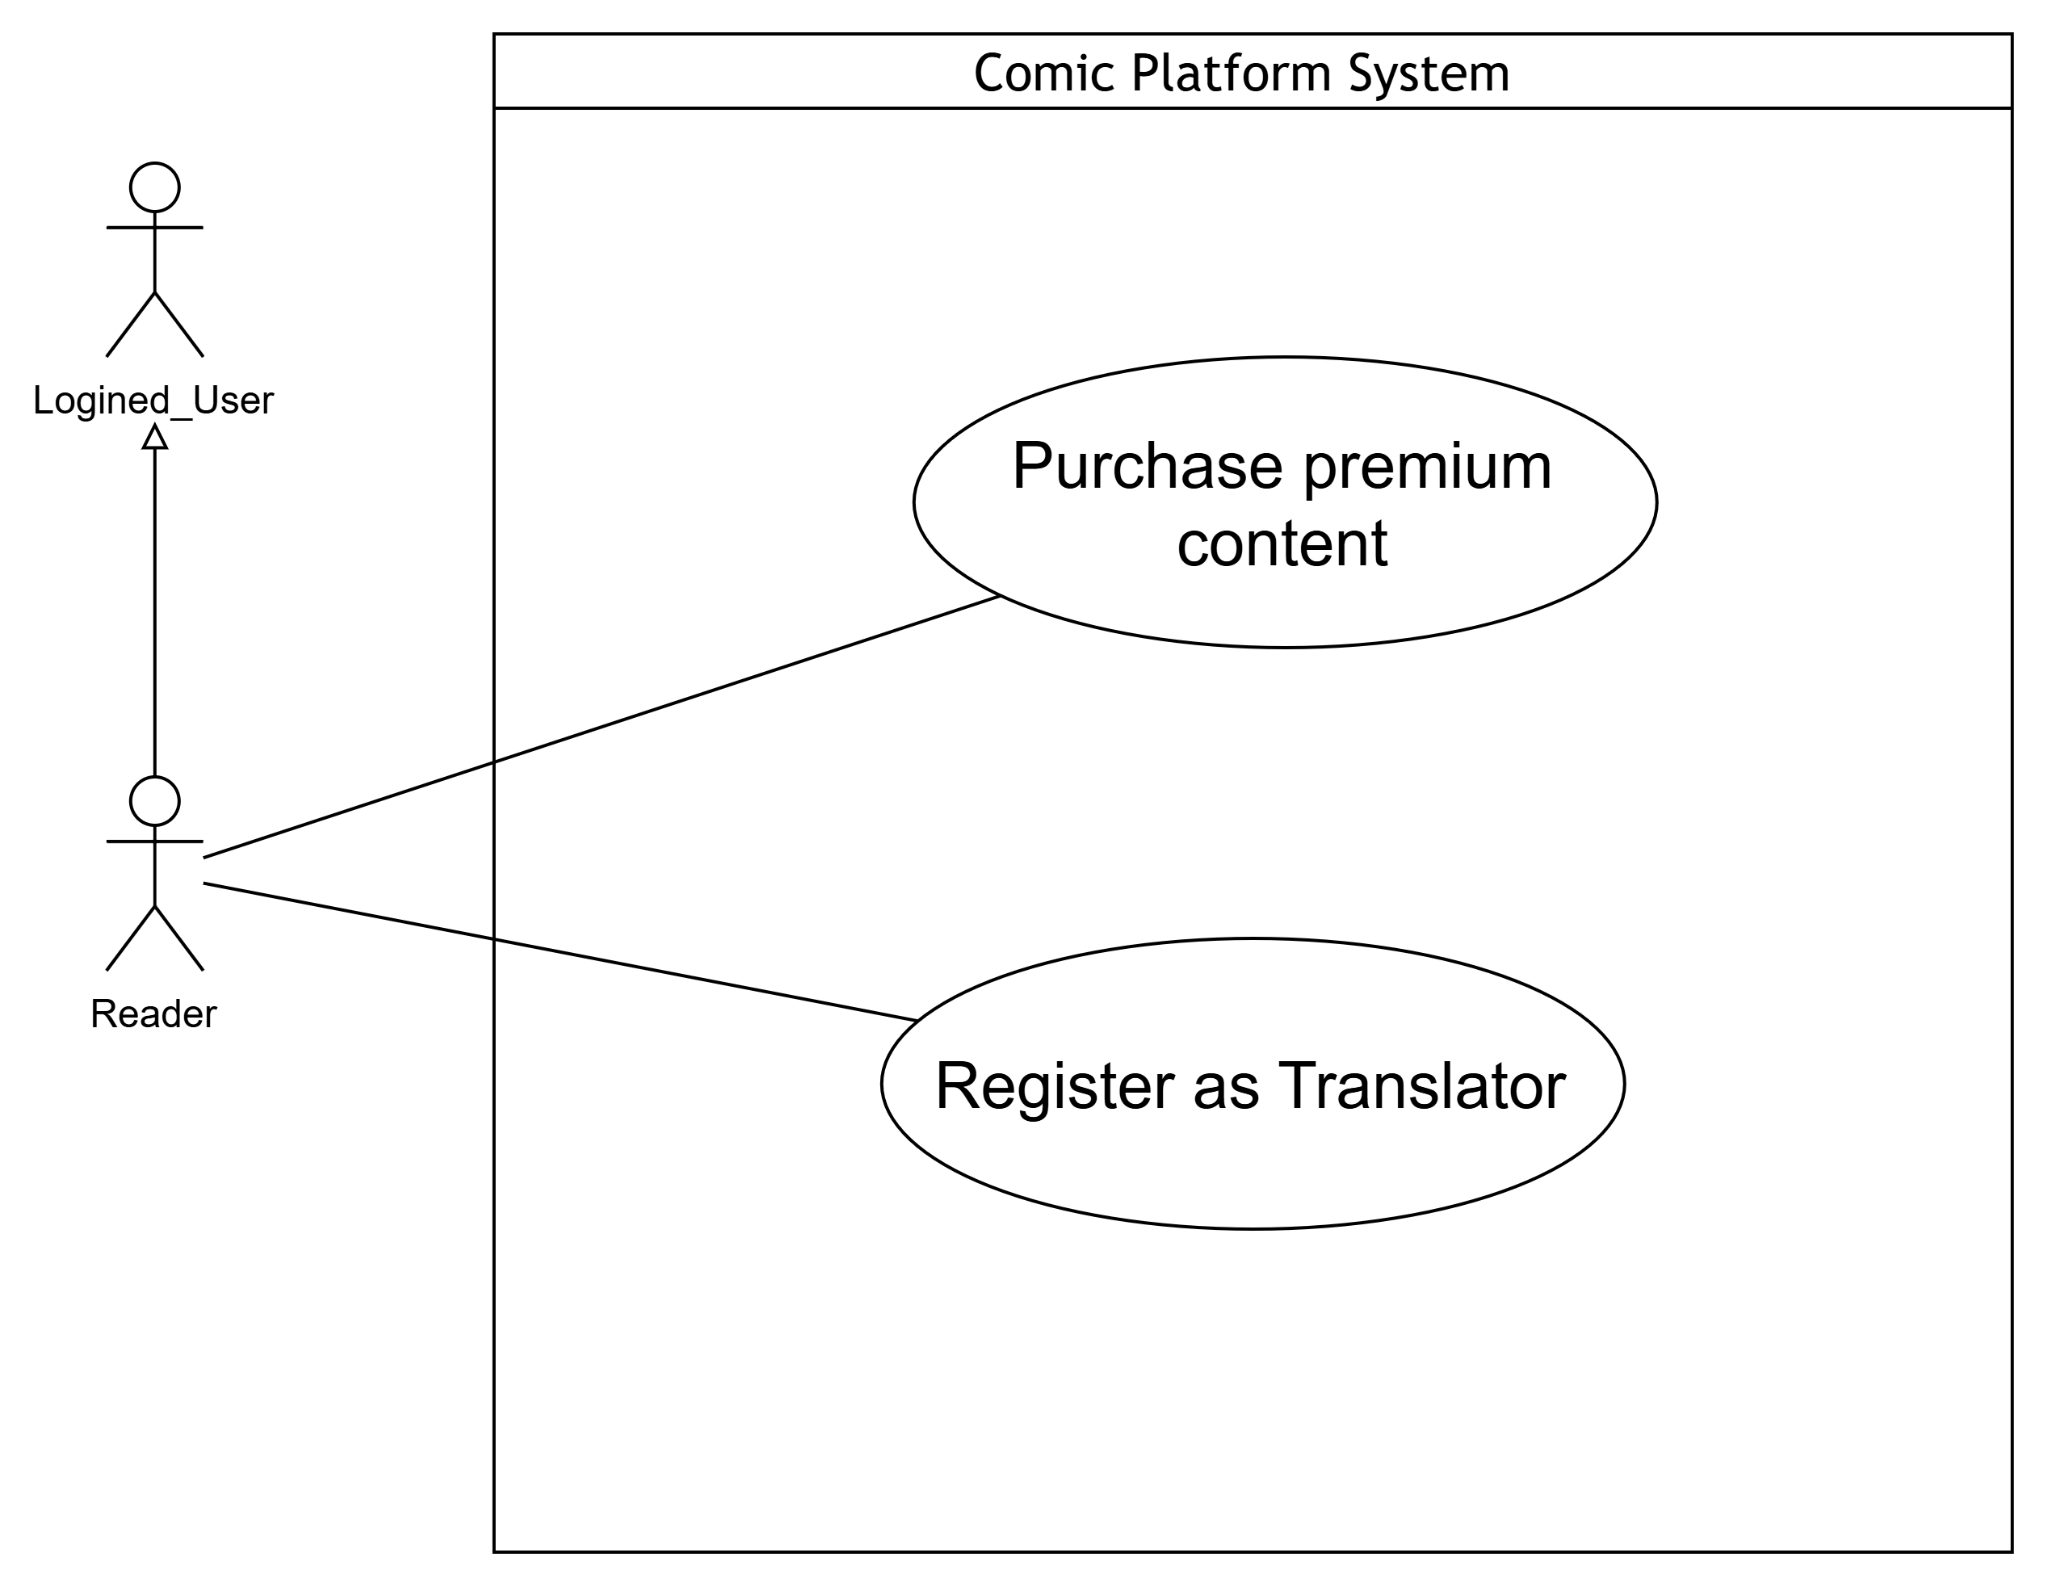 Comic Platform System
Logined_User
Purchase premium
content
Reader
Register as Translator